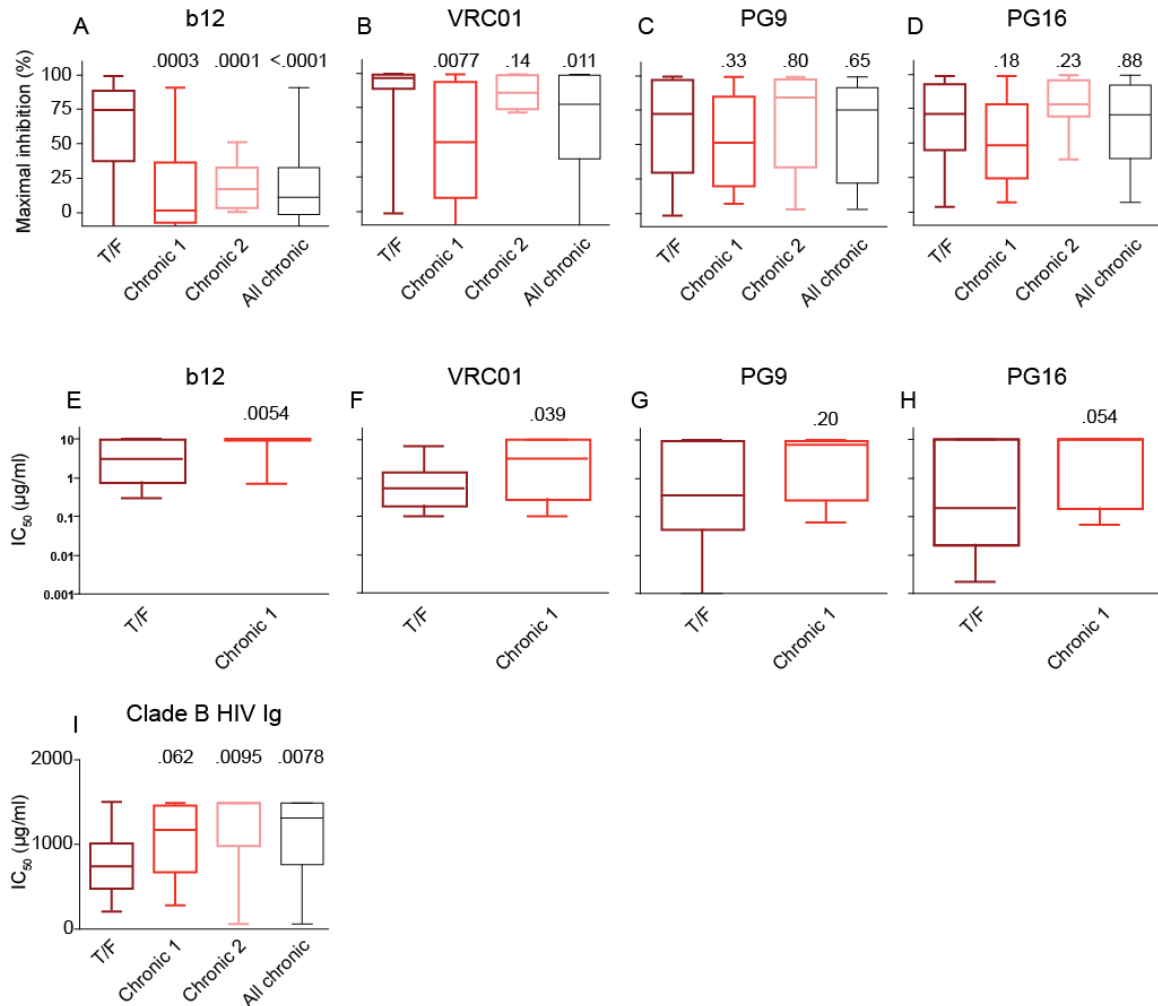 A b12 B VRC01 C PG9 D PG16
.0003 .0001 <.0001 .0077 .14 .011 .33 .80 .65 .18 .23 .88
Maximal inhibition (%)
100
75
50
25
0
T/F Chronic 1 Chronic 2 All chronic T/F Chronic 1 Chronic 2 All chronic T/F Chronic 1 Chronic 2 All chronic T/F Chronic 1 Chronic 2 All chronic
b12 VRC01 PG9 PG16
E .0054 F .039 G .20 H .054
IC50 (µg/ml)
10
1
0.1
0.01
0.001
T/F Chronic 1 T/F Chronic 1 T/F Chronic 1 T/F Chronic 1
I Clade B HIV Ig
.062 .0095 .0078
IC50 (µg/ml)
2000
1000
0
T/F Chronic 1 Chronic 2 All chronic